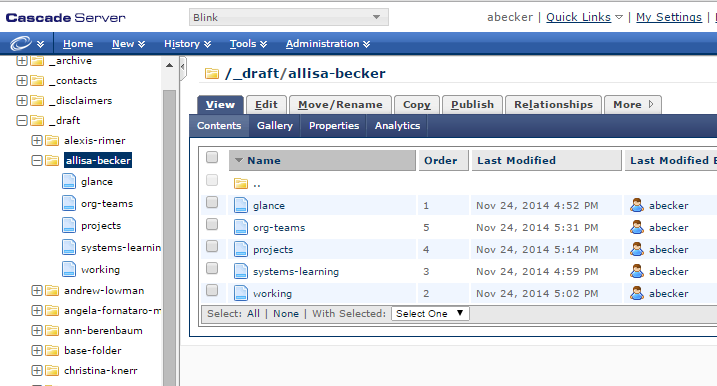 Cascade Server Blink abecker | Quick Links | My Settings |
Home New History Tools Administration
_archive
_contacts
_disclaimers
_draft
alexis-rimer
allisa-becker
glance
org-teams
projects
systems-learnin
working
andrew-lowman
angela-fornataro-m
ann-berenbaum
base-folder
christina-knerr
/_draft/allisa-becker
View Edit Move/Rename Copy Publish Relationships More
Contents Gallery Properties Analytics
Name Order Last Modified Last Modified B
..
glance 1 Nov 24, 2014 4:52 PM abecker
org-teams 5 Nov 24, 2014 5:31 PM abecker
projects 4 Nov 24, 2014 5:14 PM abecker
systems-learning 3 Nov 24, 2014 4:59 PM abecker
working 2 Nov 24, 2014 5:02 PM abecker
Select: All | None | With Selected: Select One